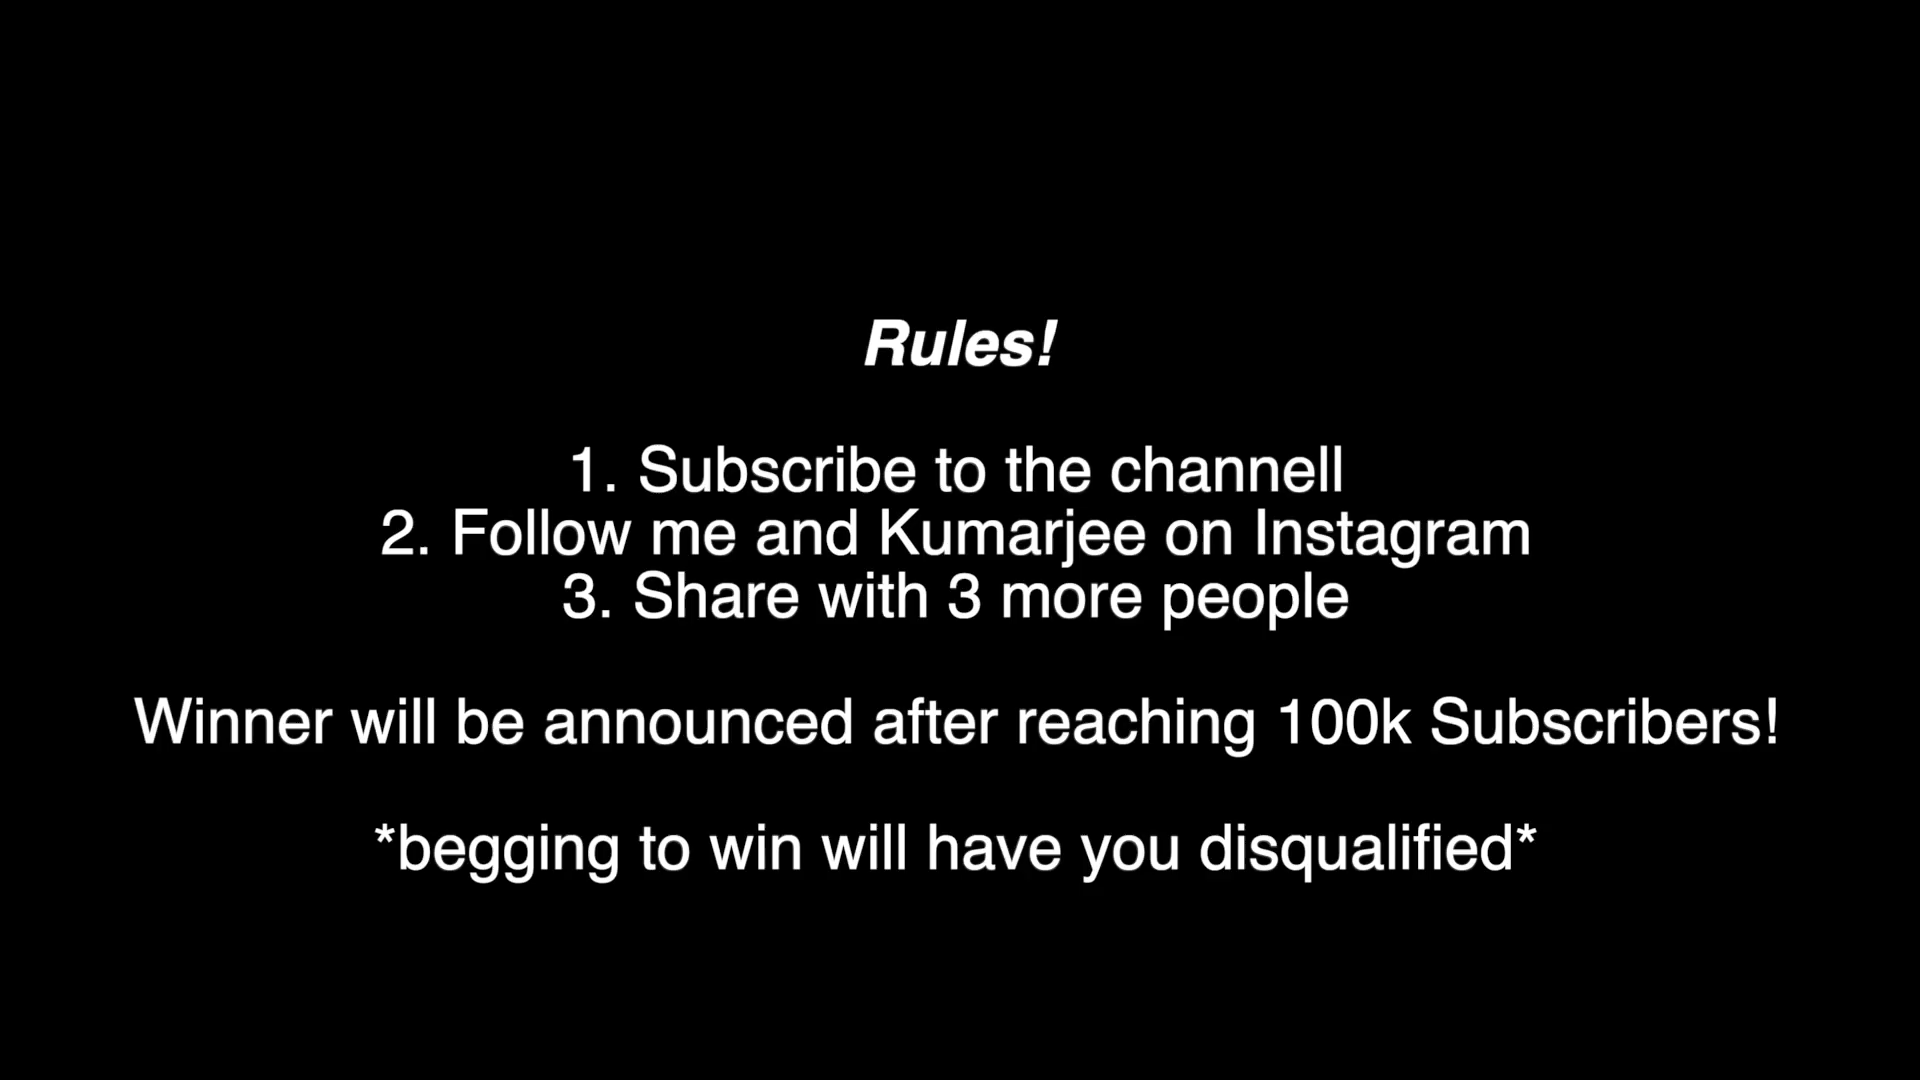 Rules!
1. Subscribe to the channell
2. Follow me and Kumarjee on Instagram
3. Share with 3 more people
Winner will be announced after reaching 100k Subscribers!
*begging to win will have you disqualified*